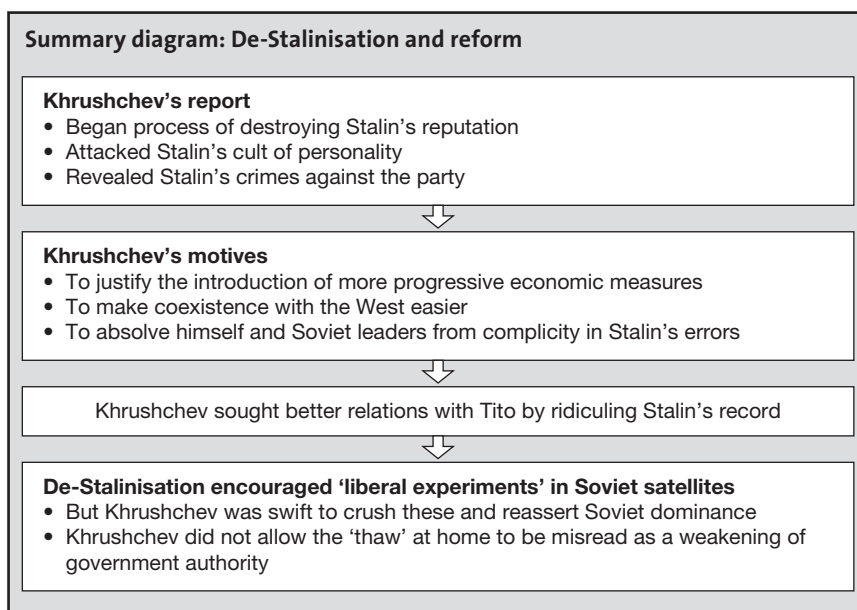 Summary diagram: De-Stalinisation and reform
Khrushchev’s report
• Began process of destroying Stalin’s reputation
• Attacked Stalin’s cult of personality
• Revealed Stalin’s crimes against the party
Khrushchev’s motives
• To justify the introduction of more progressive economic measures
• To make coexistence with the West easier
• To absolve himself and Soviet leaders from complicity in Stalin’s errors
Khrushchev sought better relations with Tito by ridiculing Stalin’s record
De-Stalinisation encouraged ‘liberal experiments’ in Soviet satellites
• But Khrushchev was swift to crush these and reassert Soviet dominance
• Khrushchev did not allow the ‘thaw’ at home to be misread as a weakening of
government authority